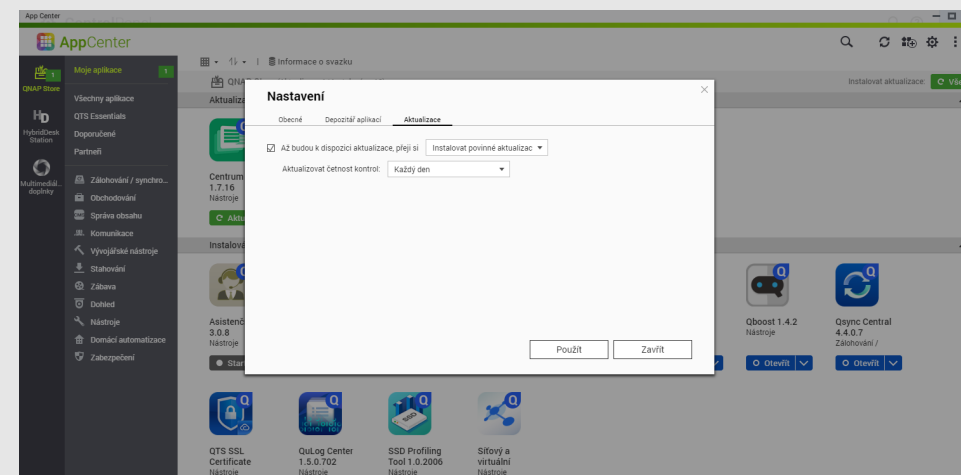 App Center
AppCenter
Informace o svazku
1
QNAP Store
HybridDesk
Station
Multimediál...
doplňky
Moje aplikace
1
Všechny aplikace
QTS Essentials
Doporučené
Partneři
Zálohování / synchro...
Obchodování
Správa obsahu
Komunikace
Vývojářské nástroje
Stahování
Zábava
Dohled
Nástroje
Domácí automatizace
Zabezpečení
Instalovat aktualizace:
Nastavení
Obecné
Depozitář aplikací
Aktualizace
Až budou k dispozici aktualizace, přeji si
Instalovat povinné aktualizac
Aktualizovat četnost kontrol:
Každý den
Použít
Zavřít
Centrum
1.7.16
Nástroje
Aktu
Instalova
Asistenč
3.0.8
Nástroje
Star
Qboost 1.4.2
Nástroje
Otevřít
Qsync Central
4.4.0.7
Zálohování /
Otevřít
QTS SSL
Certificate
Nástroje
QuLog Center
1.5.0.702
Nástroje
SSD Profiling
Tool 1.0.2006
Nástroje
Síťový a
virtuální
Nástroje